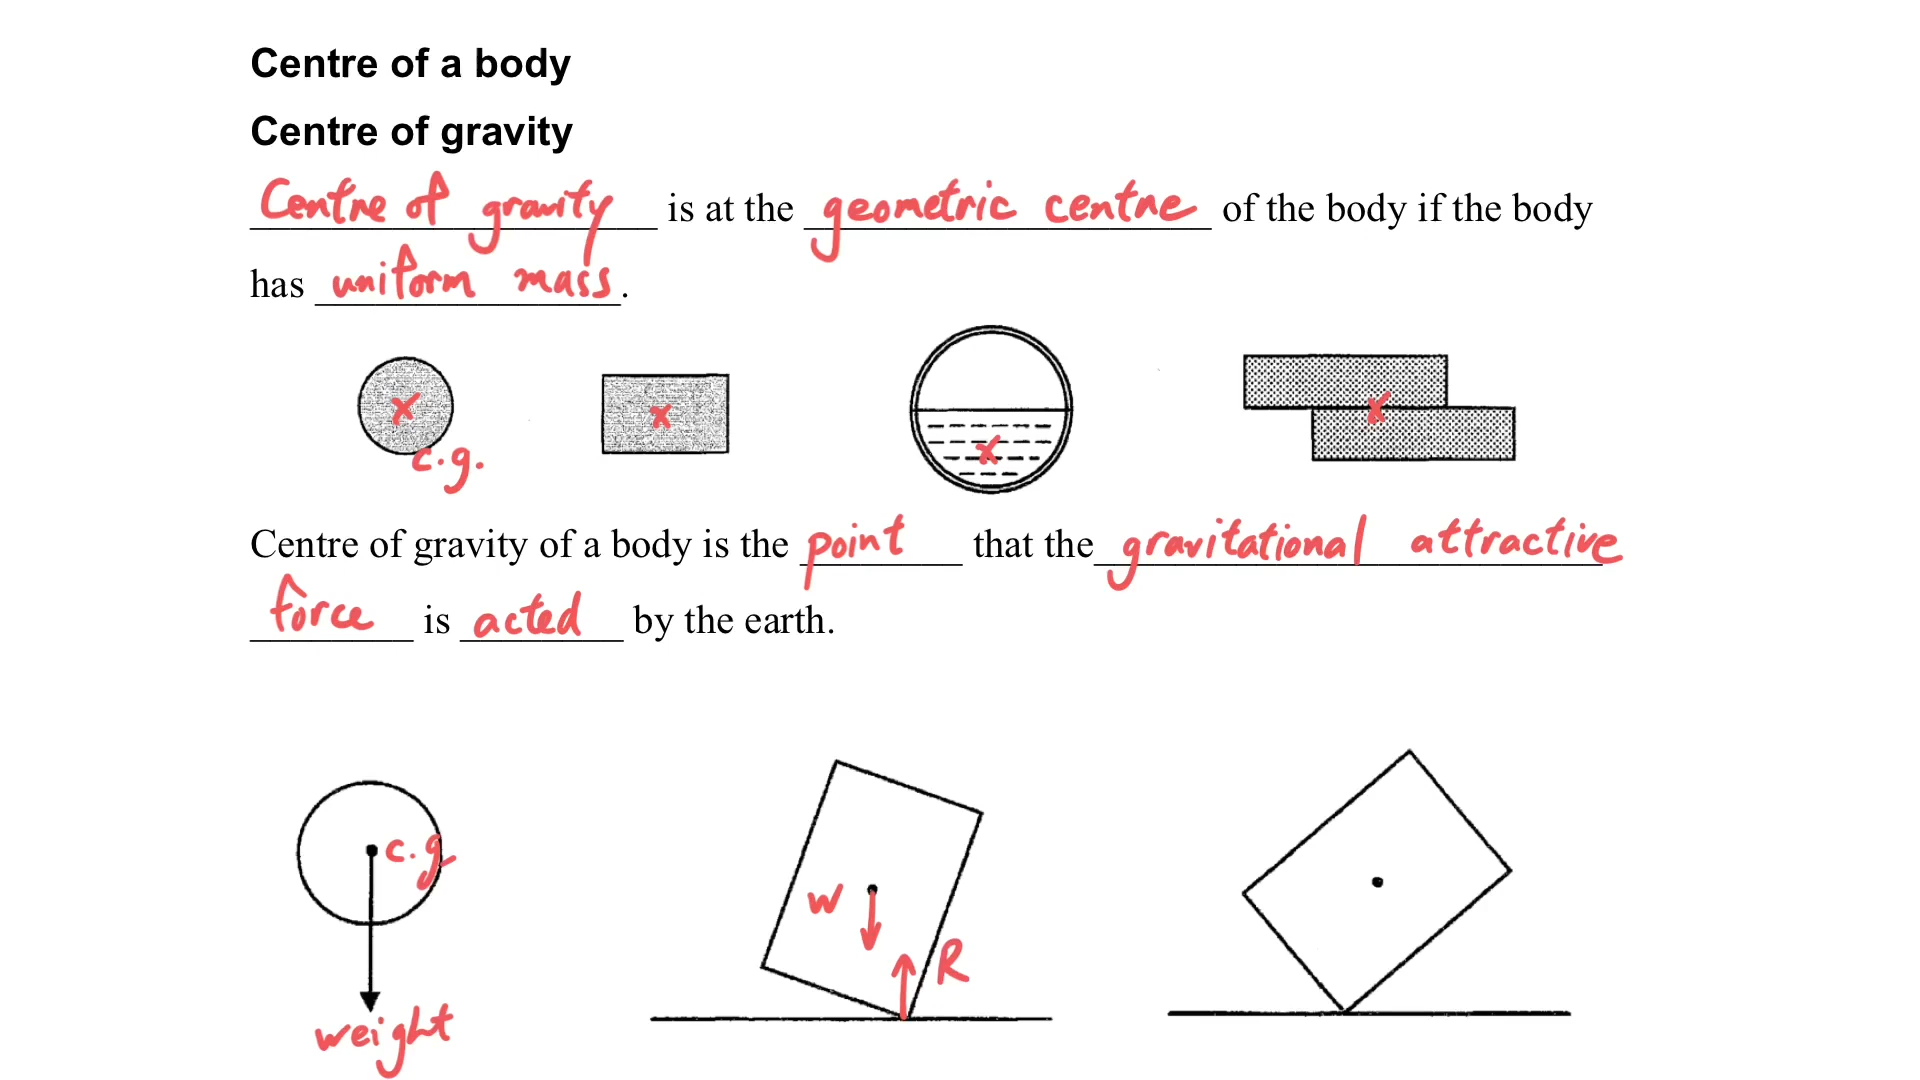 Centre of a body
Centre of gravity
Centre of gravity is at the geometric centre of the body if the body
has uniform mass.
c.g.
Centre of gravity of a body is the point that the gravitational attractive
force is acted by the earth.
c.g
W
R
weight